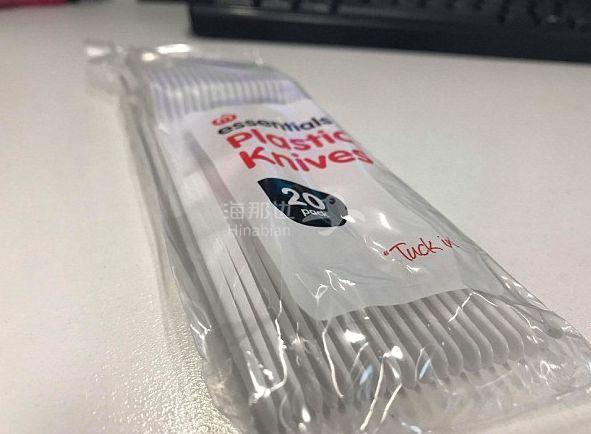 essentials
Plastic
Knives
20
pack
海那边
Hinabian
"Tuck in